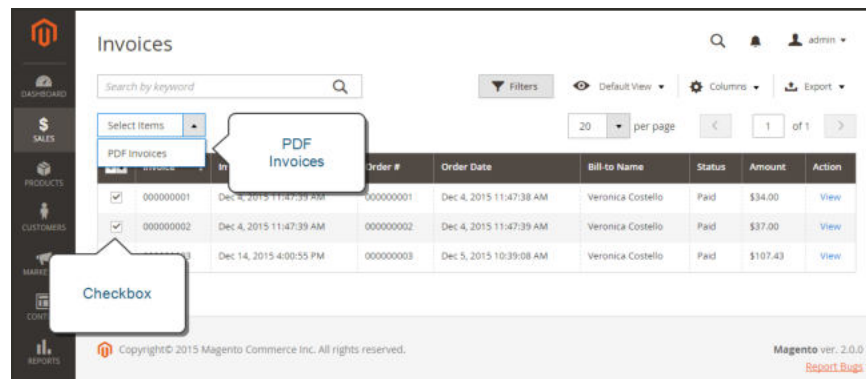 Invoices
admin
Search by keyword
Filters
Default View
Columns
Export
DASHBOARD
Select Items
20 per page
1 of 1
SALES
PDF Invoices
PDF
Invoices
Order #
Order Date
Bill-to Name
Status
Amount
Action
PRODUCTS
000000001 Dec 4, 2015 11:47:39 AM 000000001 Dec 4, 2015 11:47:38 AM Veronica Costello Paid $34.00 View
CUSTOMERS
000000002 Dec 4, 2015 11:47:39 AM 000000002 Dec 4, 2015 11:47:39 AM Veronica Costello Paid $37.00 View
Dec 14, 2015 4:00:55 PM 000000003 Dec 5, 2015 10:39:08 AM Veronica Costello Paid $107.43 View
Checkbox
REPORTS
Copyright© 2015 Magento Commerce Inc. All rights reserved.
Magento ver. 2.0.0
Report Bugs